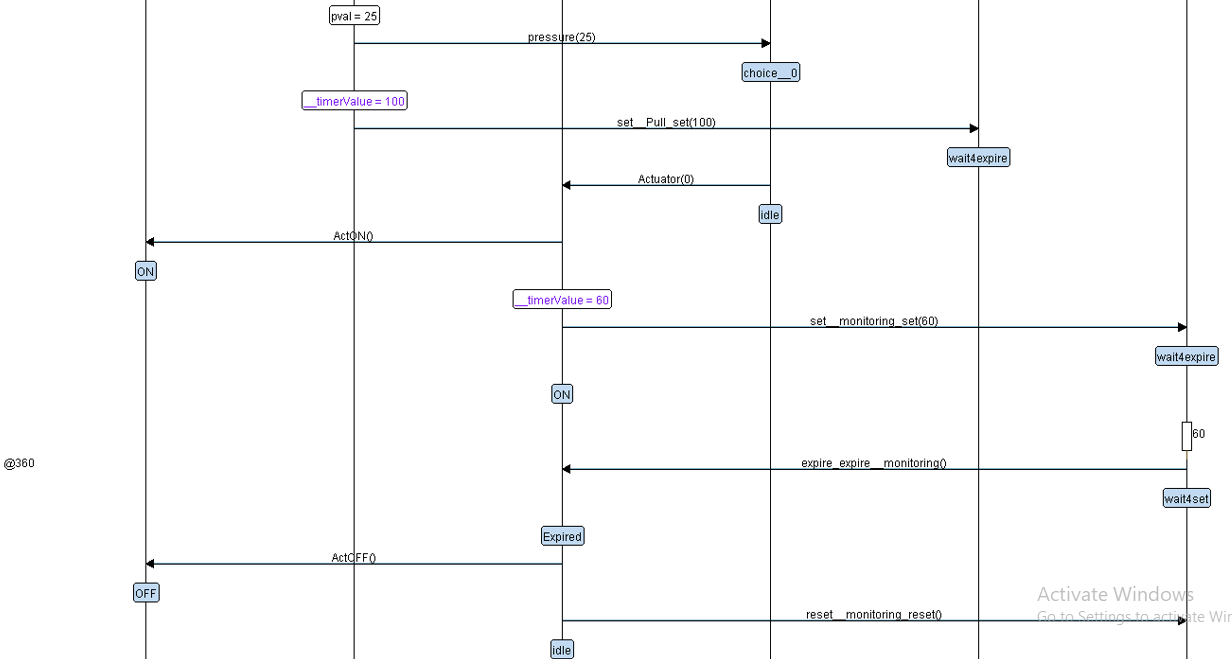 pval = 25
pressure(25)
choice__0
__timerValue = 100
set__Pull_set(100)
wait4expire
Actuator(0)
idle
ActON()
ON
__timerValue = 60
set__monitoring_set(60)
wait4expire
ON
60
@360
expire_expire__monitoring()
wait4set
Expired
ActOFF()
OFF
Activate Windows
reset__monitoring_reset()
Go to Settings to activate Win
idle